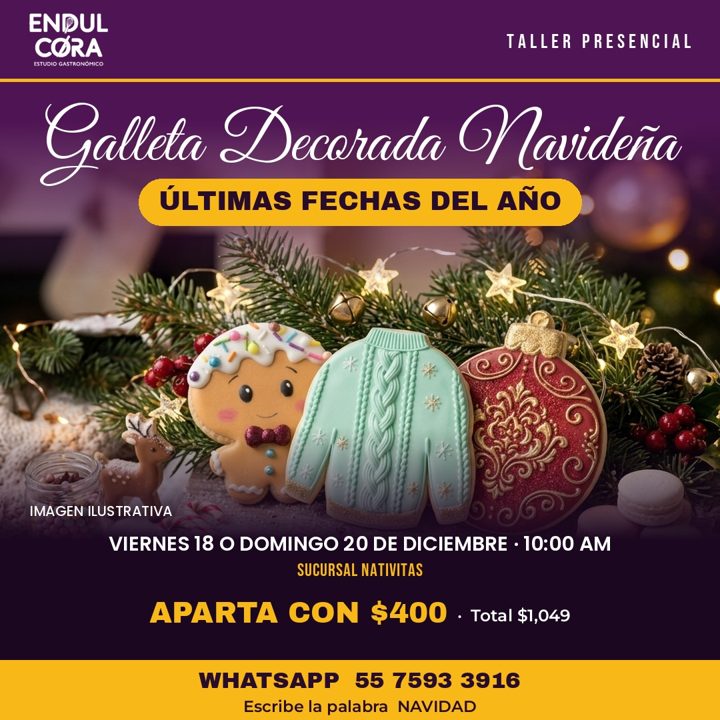 ENDUL
CØRA
ESTUDIO GASTRONÓMICO
TALLER PRESENCIAL
Galleta Decorada Navideña
ÚLTIMAS FECHAS DEL AÑO
IMAGEN ILUSTRATIVA
VIERNES 18 O DOMINGO 20 DE DICIEMBRE · 10:00 AM
SUCURSAL NATIVITAS
APARTA CON $400 · Total $1,049
WHATSAPP 55 7593 3916
Escribe la palabra NAVIDAD